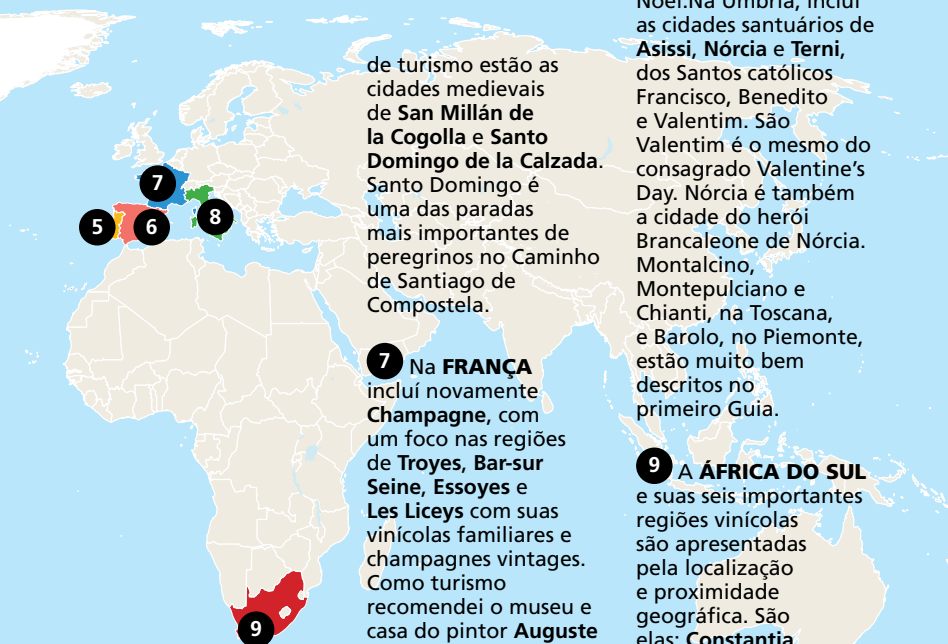 de turismo estão as
cidades medievais
de San Millán de
la Cogolla e Santo
Domingo de la Calzada.
Santo Domingo é
uma das paradas
mais importantes de
peregrinos no Caminho
de Santiago de
Compostela.
7 Na FRANÇA
incluí novamente
Champagne, com
um foco nas regiões
de Troyes, Bar-sur
Seine, Essoyes e
Les Liceys com suas
vinícolas familiares e
champagnes vintages.
Como turismo
recomendei o museu e
casa do pintor Auguste
Noel.Na Úmbria, incluí
as cidades santuários de
Asissi, Nórcia e Terni,
dos Santos católicos
Francisco, Benedito
e Valentim. São
Valentim é o mesmo do
consagrado Valentine's
Day. Nórcia é também
a cidade do herói
Brancaleone de Nórcia.
Montalcino,
Montepulciano e
Chianti, na Toscana,
e Barolo, no Piemonte,
estão muito bem
descritos no
primeiro Guia.
9 A ÁFRICA DO SUL
e suas seis importantes
regiões vinícolas
são apresentadas
pela localização
e proximidade
geográfica. São
elas: Constantia
7
5
6
8
9